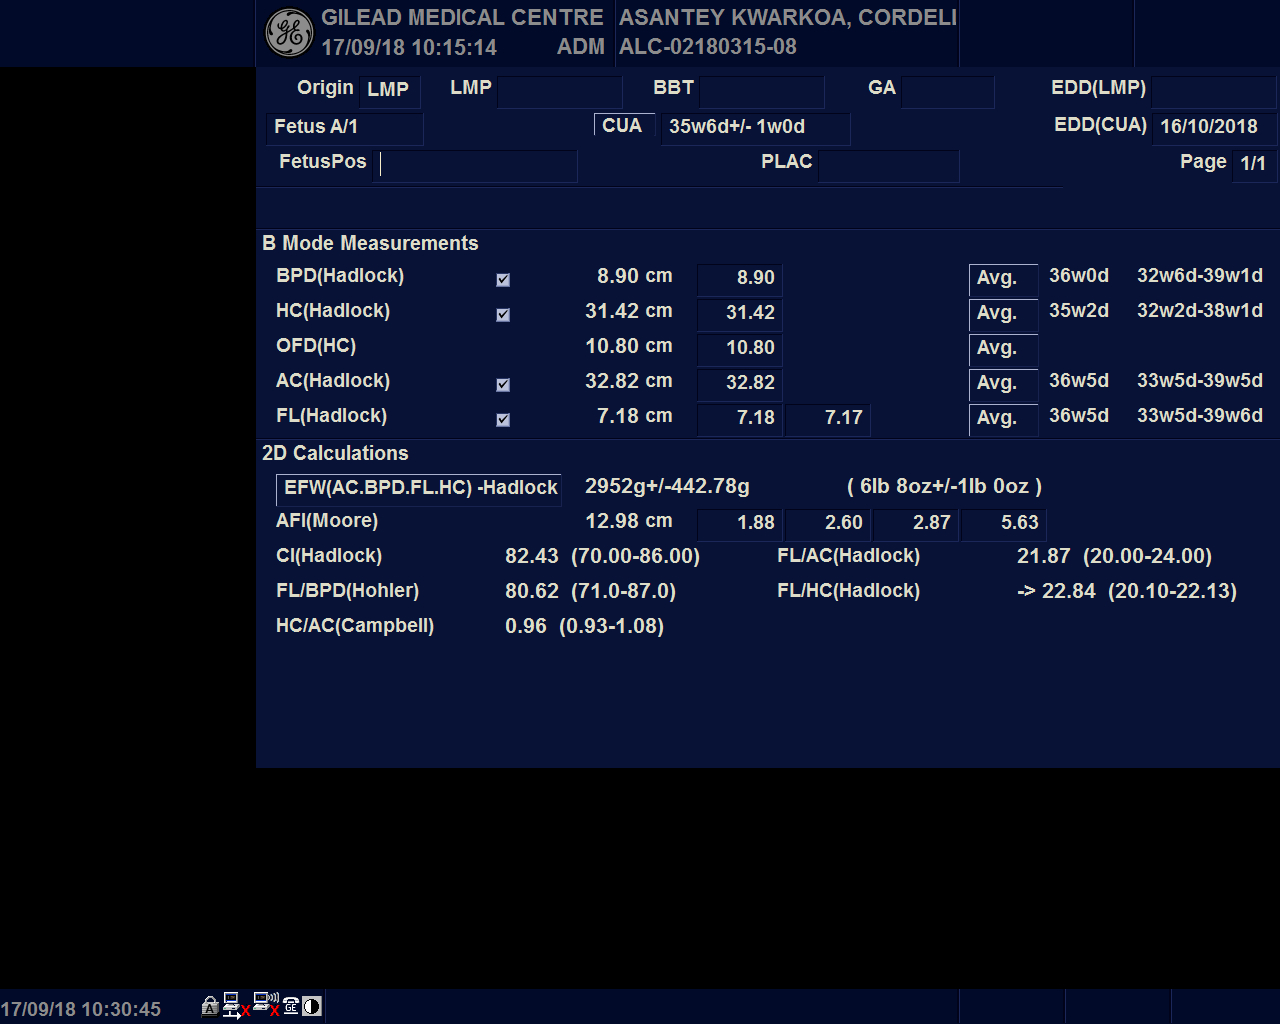 GILEAD MEDICAL CENTRE ASANTEY KWARKOA, CORDELI
17/09/18 10:15:14 ADM ALC-02180315-08
Origin LMP LMP BBT GA EDD(LMP)
Fetus A/1 CUA 35w6d+/- 1w0d EDD(CUA) 16/10/2018
FetusPos PLAC Page 1/1
B Mode Measurements
BPD(Hadlock) 8.90 cm 8.90 Avg. 36w0d 32w6d-39w1d
HC(Hadlock) 31.42 cm 31.42 Avg. 35w2d 32w2d-38w1d
OFD(HC) 10.80 cm 10.80 Avg.
AC(Hadlock) 32.82 cm 32.82 Avg. 36w5d 33w5d-39w5d
FL(Hadlock) 7.18 cm 7.18 7.17 Avg. 36w5d 33w5d-39w6d
2D Calculations
EFW(AC.BPD.FL.HC) -Hadlock 2952g+/-442.78g ( 6lb 8oz+/-1lb 0oz )
AFI(Moore) 12.98 cm 1.88 2.60 2.87 5.63
CI(Hadlock) 82.43 (70.00-86.00) FL/AC(Hadlock) 21.87 (20.00-24.00)
FL/BPD(Hohler) 80.62 (71.0-87.0) FL/HC(Hadlock) -> 22.84 (20.10-22.13)
HC/AC(Campbell) 0.96 (0.93-1.08)
17/09/18 10:30:45 A GE